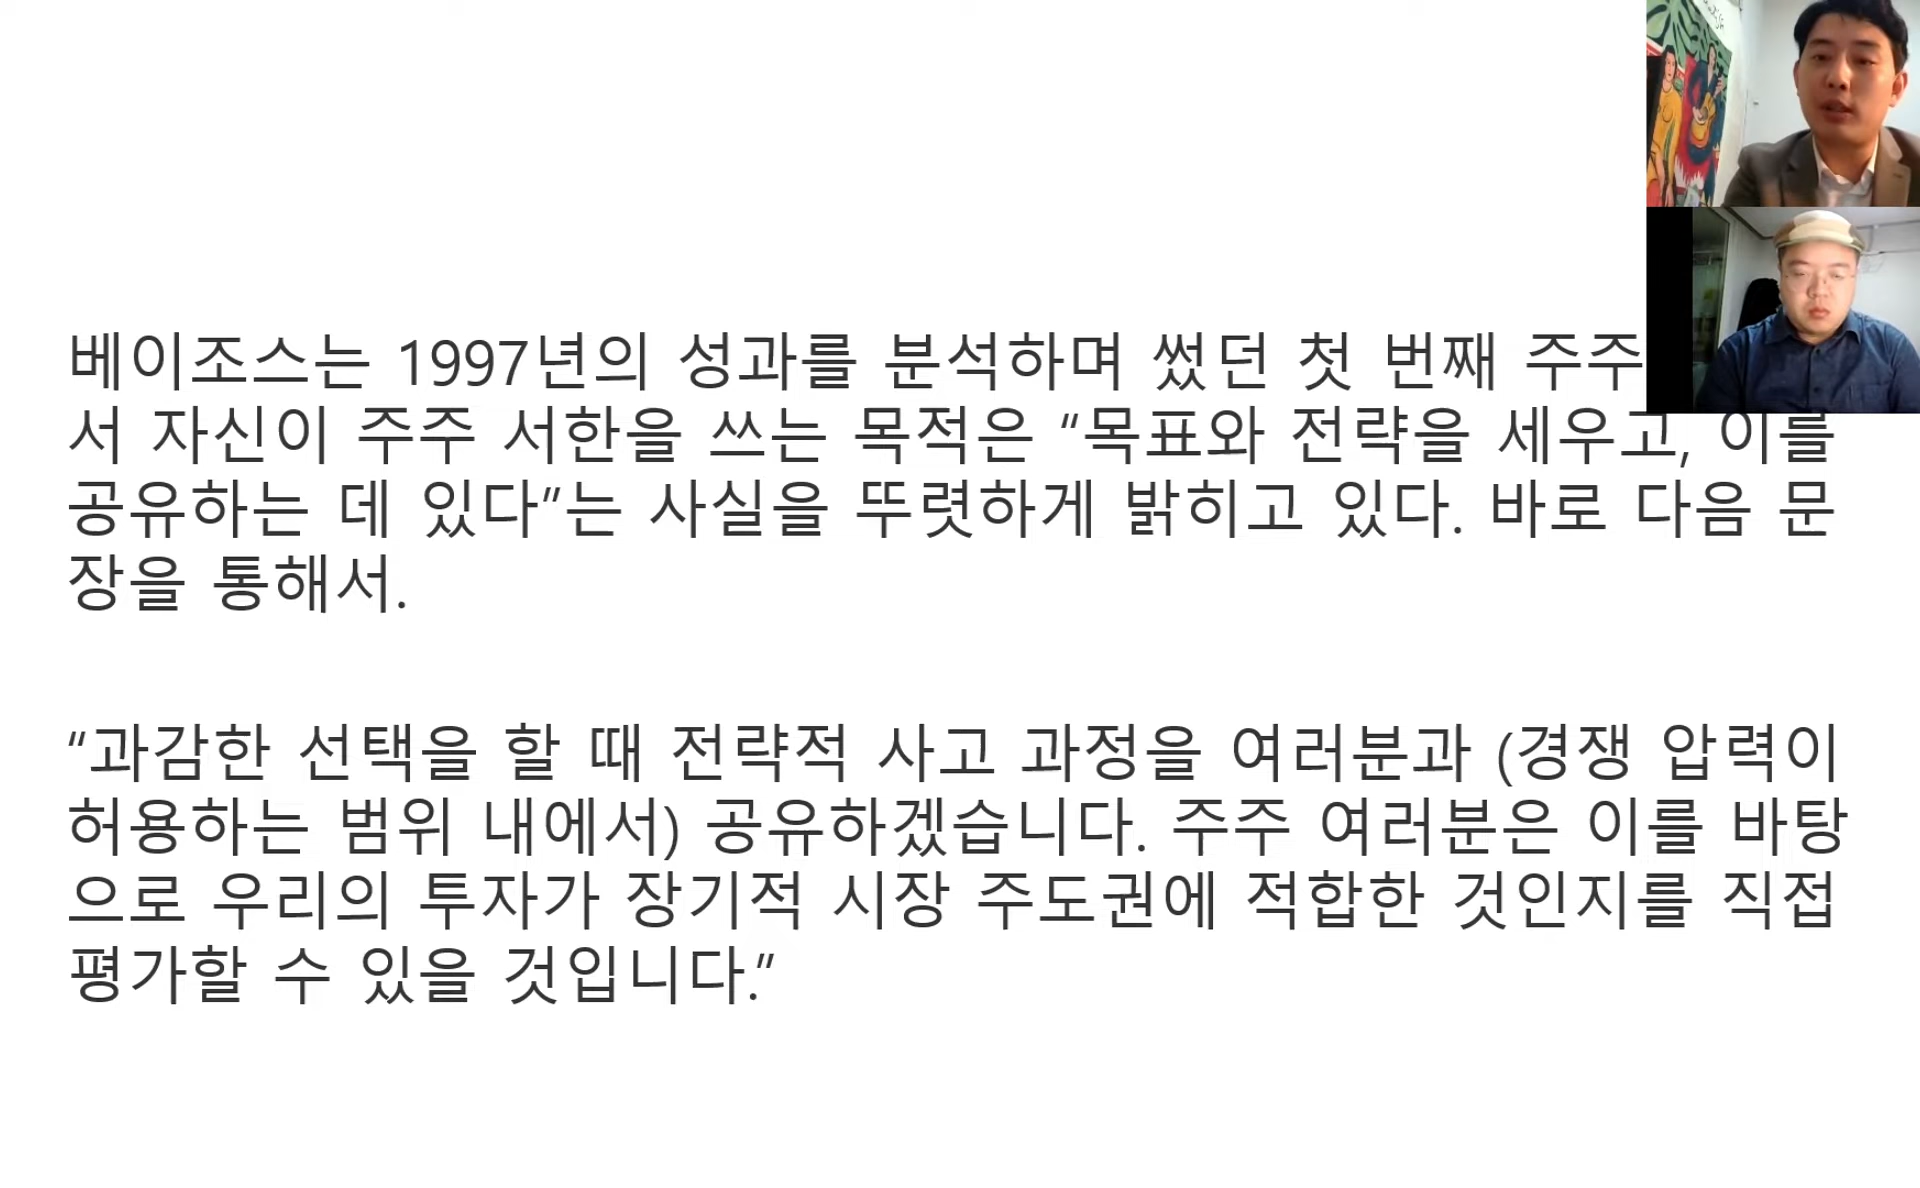 베이조스는 1997년의 성과를 분석하며 썼던 첫 번째 주주
서 자신이 주주 서한을 쓰는 목적은 “목표와 전략을 세우고, 이를
공유하는 데 있다”는 사실을 뚜렷하게 밝히고 있다. 바로 다음 문
장을 통해서.
“과감한 선택을 할 때 전략적 사고 과정을 여러분과 (경쟁 압력이
허용하는 범위 내에서) 공유하겠습니다. 주주 여러분은 이를 바탕
으로 우리의 투자가 장기적 시장 주도권에 적합한 것인지를 직접
평가할 수 있을 것입니다.”